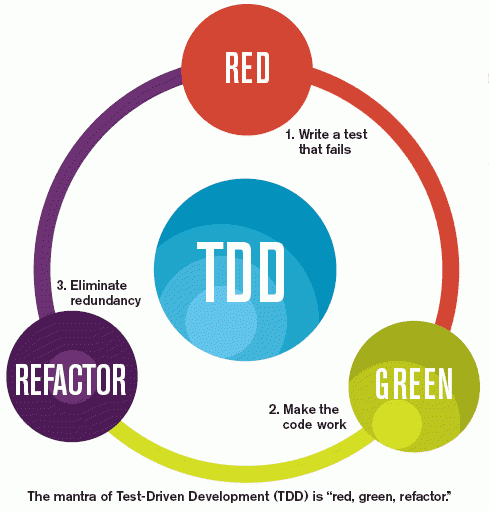 RED
1. Write a test
that fails
TDD
3. Eliminate
redundancy
REFACTOR
GREEN
2. Make the
code work
The mantra of Test-Driven Development (TDD) is “red, green, refactor.”